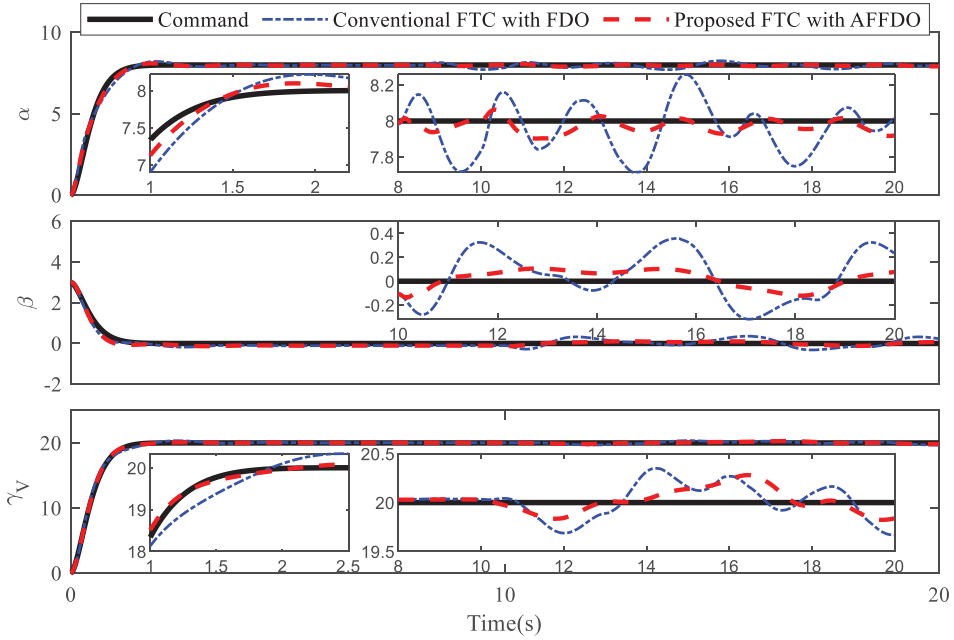 Command Conventional FTC with FDO Proposed FTC with AFFDO
10
5
0
α
8
7.5
7
1 1.5 2
8.2
8
7.8
8 10 12 14 16 18 20
6
4
2
0
-2
β
0.4
0.2
0
-0.2
10 12 14 16 18 20
20
10
0
γV
20
19
18
1 1.5 2 2.5
20.5
20
19.5
8 10 12 14 16 18 20
0 10 20
Time(s)